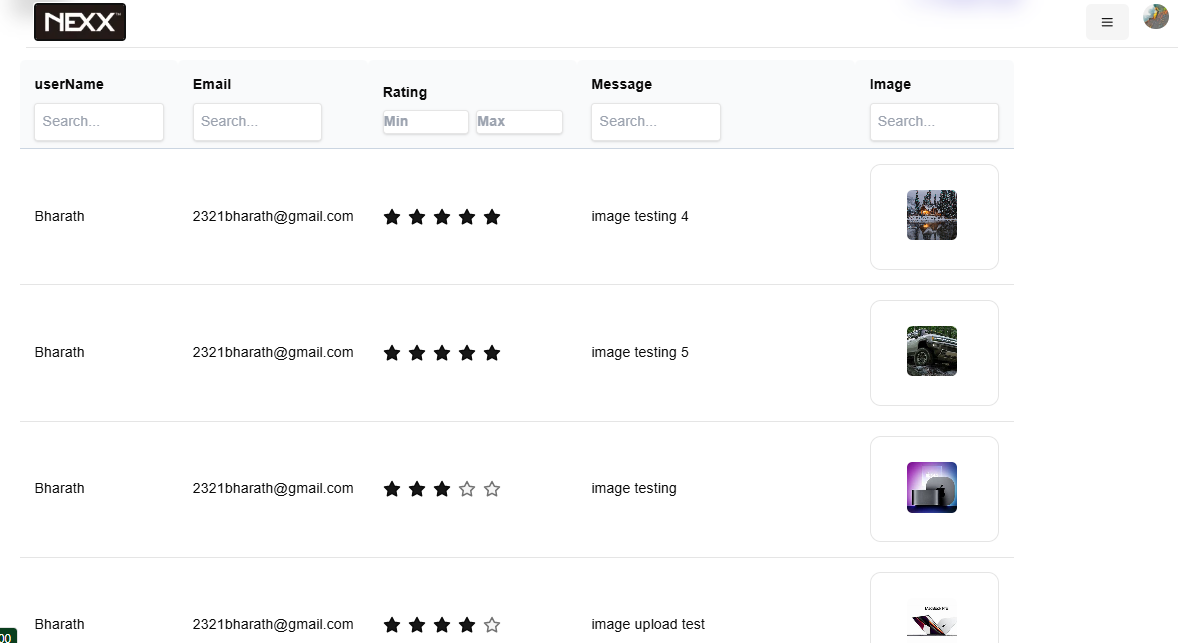 NEXX™
userName Email Rating Message Image
Search... Search... Min Max Search... Search...
Bharath 2321bharath@gmail.com image testing 4
Bharath 2321bharath@gmail.com image testing 5
Bharath 2321bharath@gmail.com image testing
Bharath 2321bharath@gmail.com image upload test
00